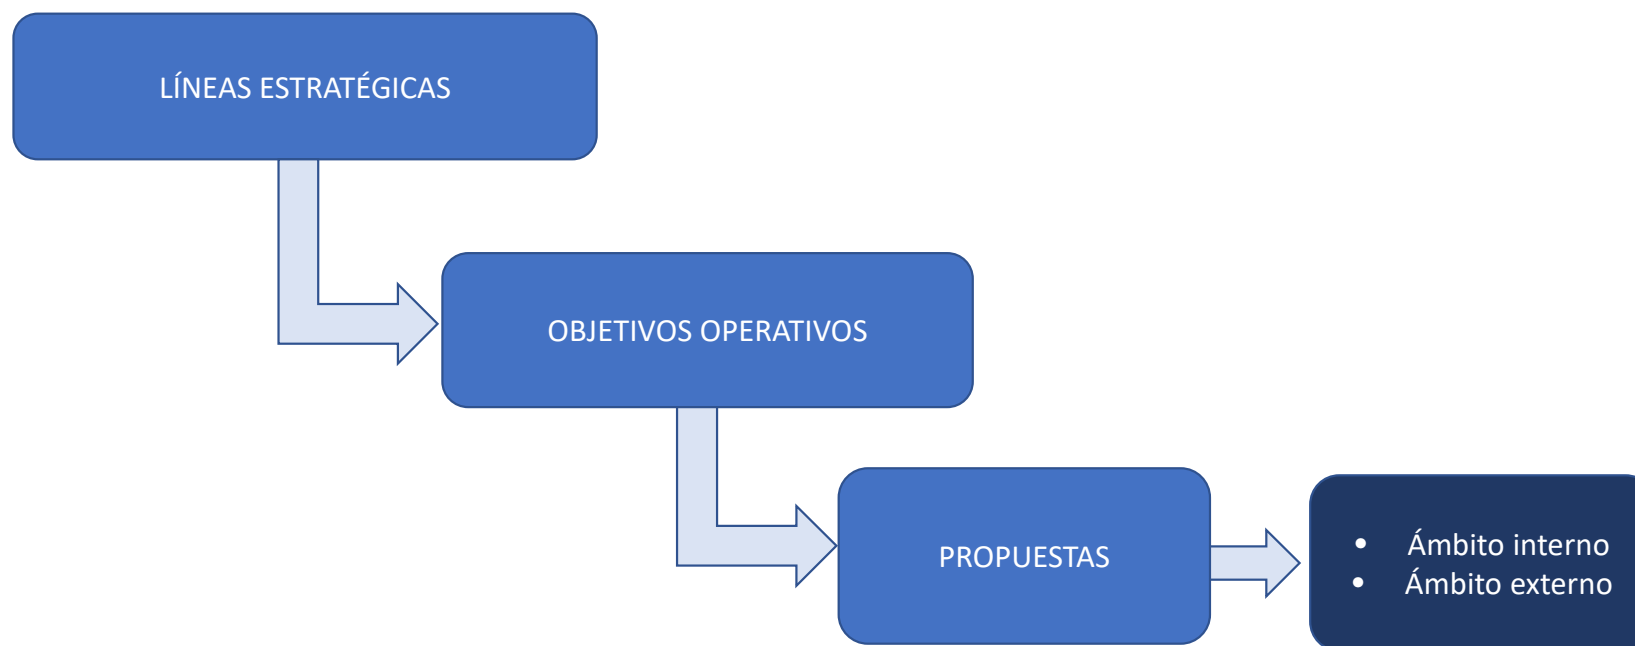 LÍNEAS ESTRATÉGICAS
OBJETIVOS OPERATIVOS
PROPUESTAS
• Ámbito interno
• Ámbito externo